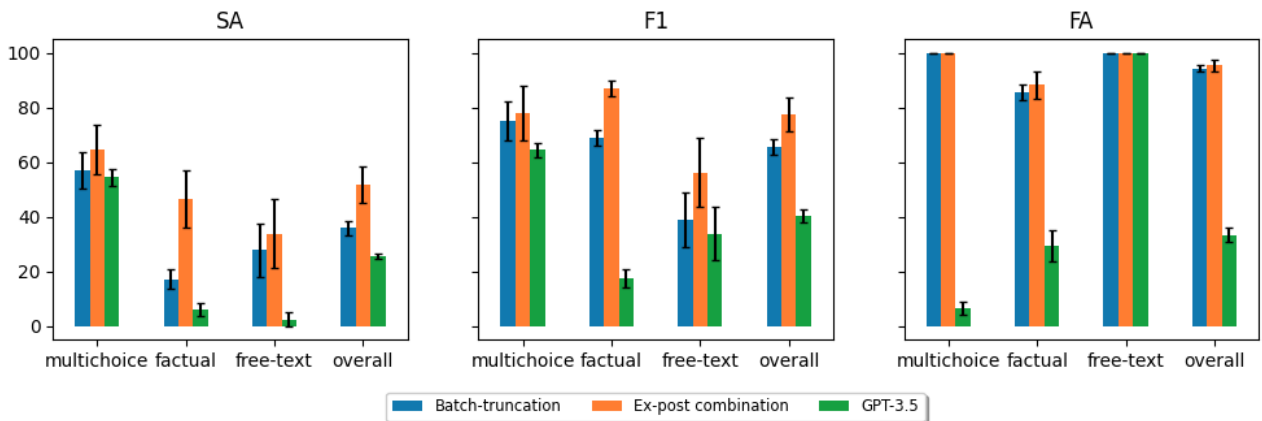 SA F1 FA
100
80
60
40
20
0
multichoice factual free-text overall multichoice factual free-text overall multichoice factual free-text overall
Batch-truncation Ex-post combination GPT-3.5